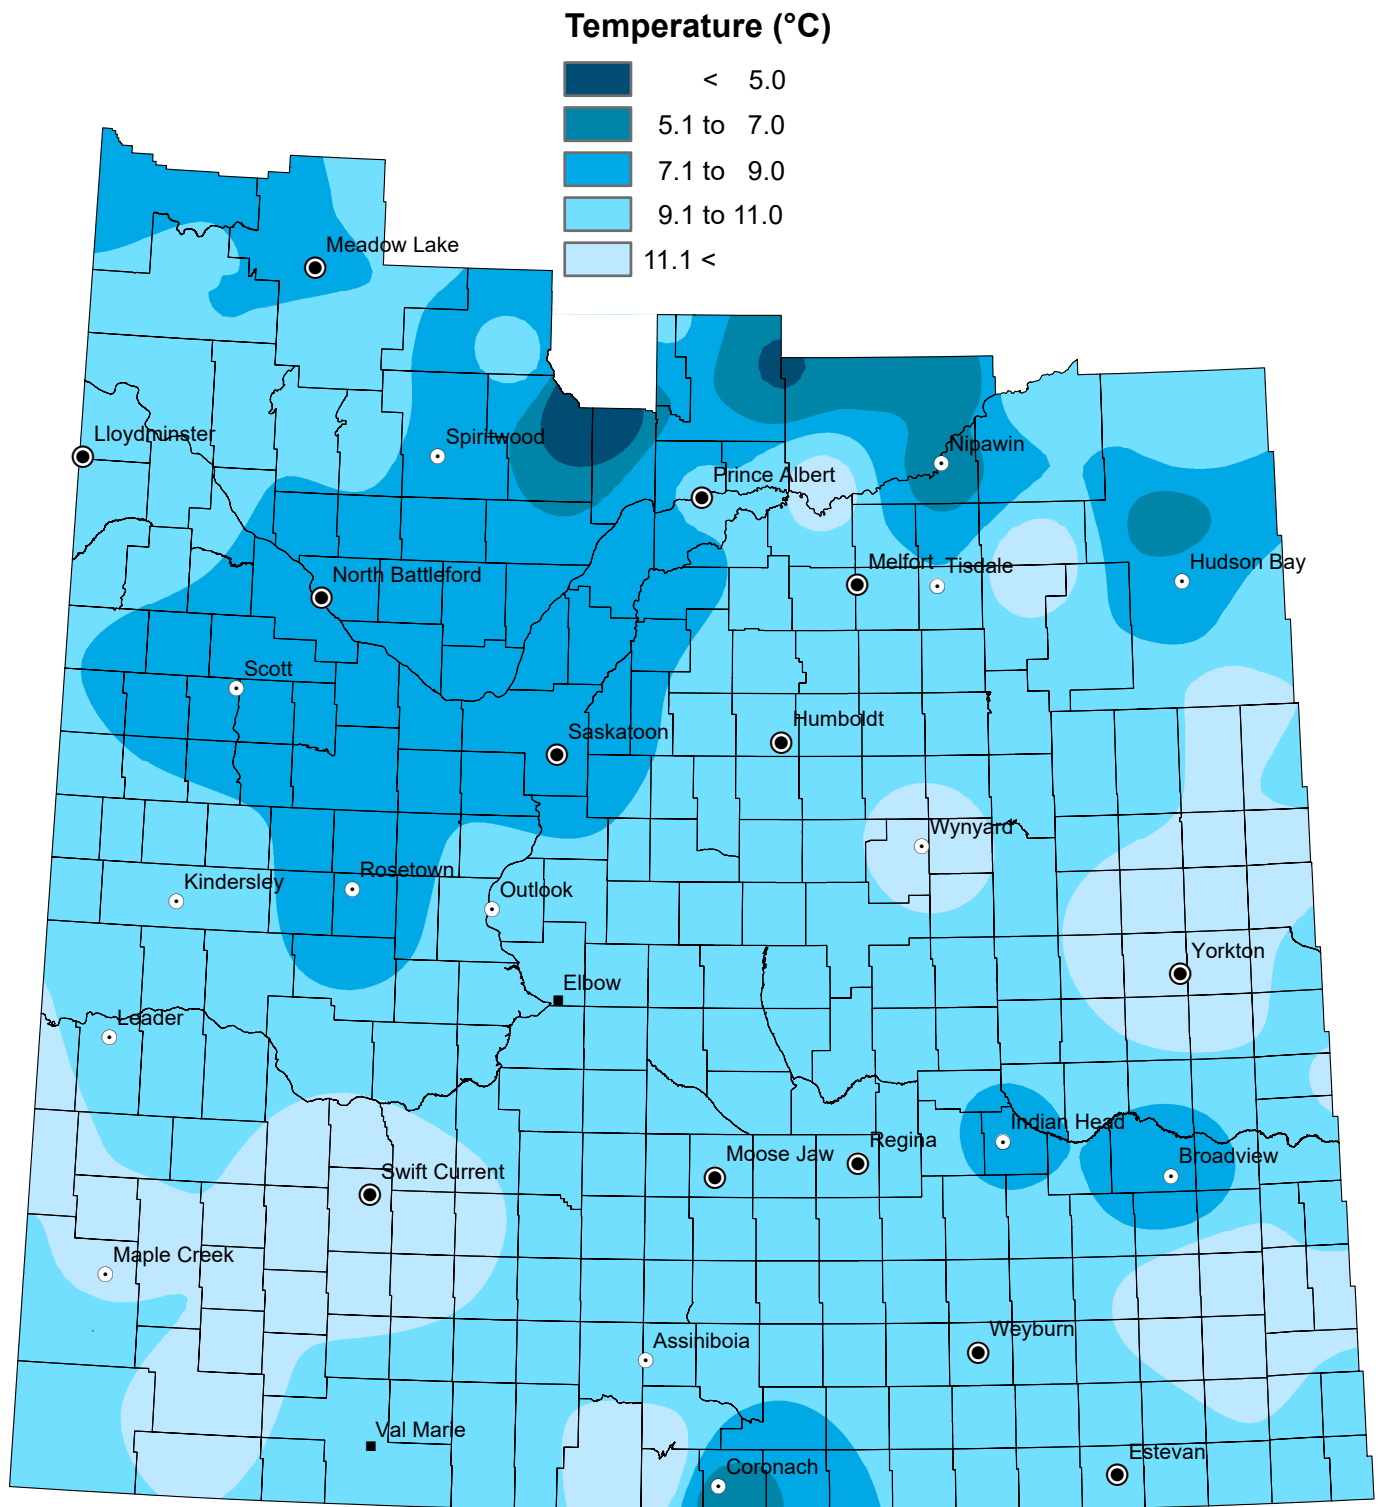 Temperature (°C)
< 5.0
5.1 to 7.0
7.1 to 9.0
9.1 to 11.0
11.1 <
Meadow Lake
Lloydminster
Spiritwood
Nipawin
Prince Albert
Melfort
Tisdale
Hudson Bay
North Battleford
Scott
Saskatoon
Humboldt
Wynyard
Rosetown
Kindersley
Outlook
Yorkton
Elbow
Leader
Indian Head
Regina
Moose Jaw
Broadview
Swift Current
Maple Creek
Weyburn
Assiniboia
Val Marie
Estevan
Coronach